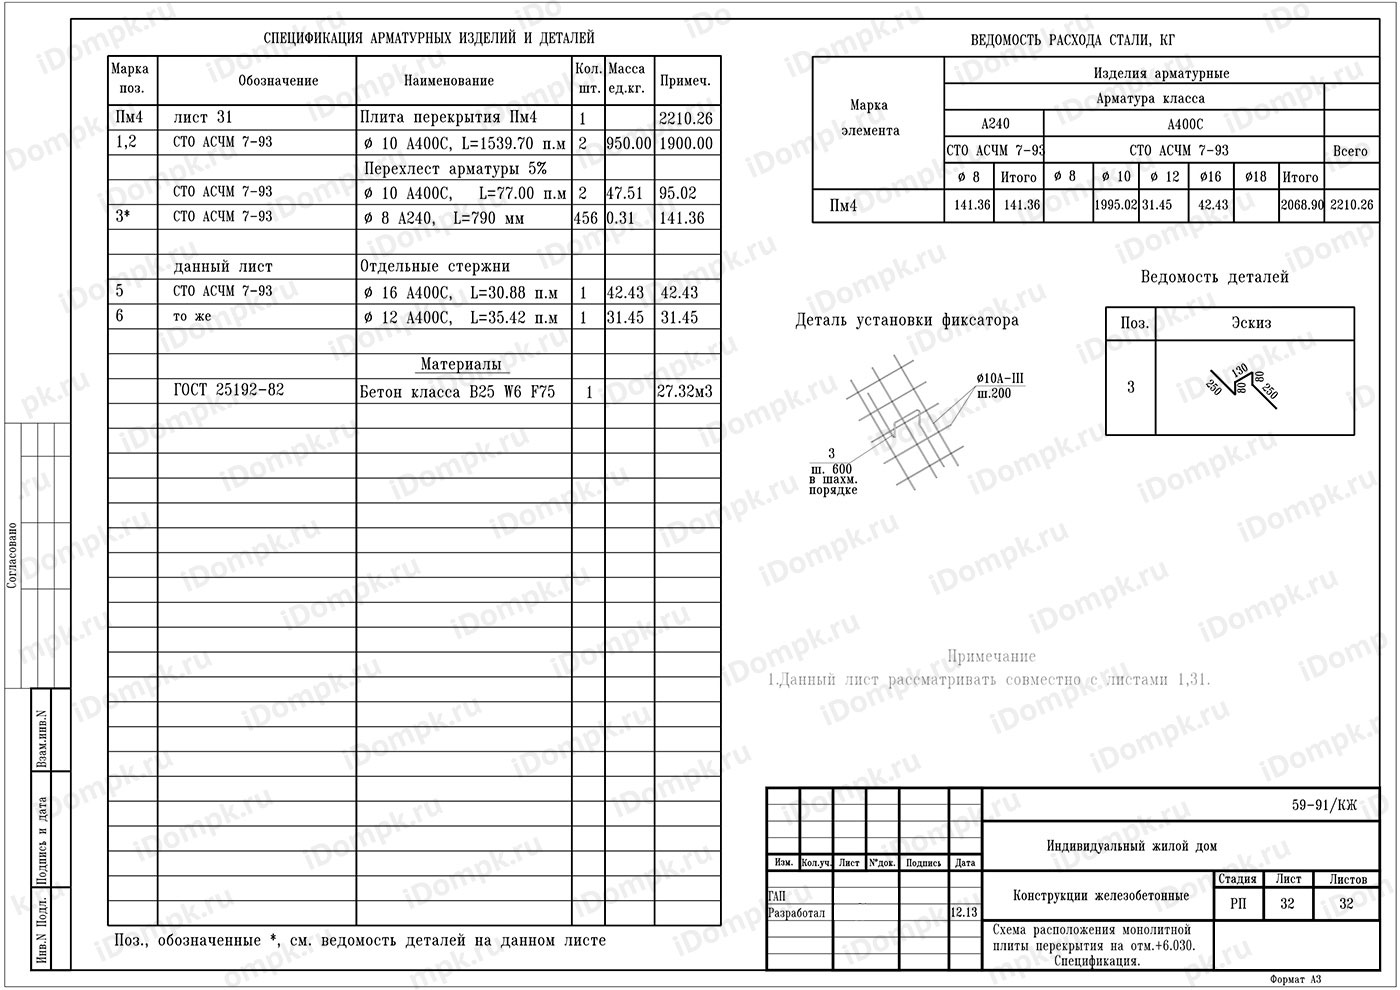 СПЕЦИФИКАЦИЯ АРМАТУРНЫХ ИЗДЕЛИЙ И ДЕТАЛЕЙ
Марка поз. Обозначение Наименование Кол. шт. Масса ед.кг. Примеч.
Пм4 лист 31 Плита перекрытия Пм4 1 2210.26
1,2 СТО АСЧМ 7-93 ø 10 А400С, L=1539.70 п.м 2 950.00 1900.00
Перехлест арматуры 5%
СТО АСЧМ 7-93 ø 10 А400С, L=77.00 п.м 2 47.51 95.02
3* СТО АСЧМ 7-93 ø 8 А240, L=790 мм 456 0.31 141.36
данный лист Отдельные стержни
5 СТО АСЧМ 7-93 ø 16 А400С, L=30.88 п.м 1 42.43 42.43
6 то же ø 12 А400С, L=35.42 п.м 1 31.45 31.45
Материалы
ГОСТ 25192-82 Бетон класса В25 W6 F75 1 27.32м3
Поз., обозначенные *, см. ведомость деталей на данном листе
ВЕДОМОСТЬ РАСХОДА СТАЛИ, КГ
Марка элемента
Изделия арматурные
Арматура класса
А240 А400С
СТО АСЧМ 7-93 СТО АСЧМ 7-93 Всего
ø 8 Итого ø 8 ø 10 ø 12 ø16 ø18 Итого
Пм4 141.36 141.36 1995.02 31.45 42.43 2068.90 2210.26
Ведомость деталей
Поз. Эскиз
3 250 80 130 80 250
Деталь установки фиксатора
ø10А-III
ш.200
3
ш. 600
в шахм.
порядке
Примечание
1.Данный лист рассматривать совместно с листами 1,31.
Согласовано
Взам.инв.N
Подпись и дата
Инв.N Подл.
59-91/КЖ
Индивидуальный жилой дом
Изм. Кол.уч. Лист N°док. Подпись Дата
ГАП
Разработал 12.13
Конструкции железобетонные
Стадия Лист Листов
РП 32 32
Схема расположения монолитной
плиты перекрытия на отм.+6.030.
Спецификация.
Формат А3
iDompk.ru